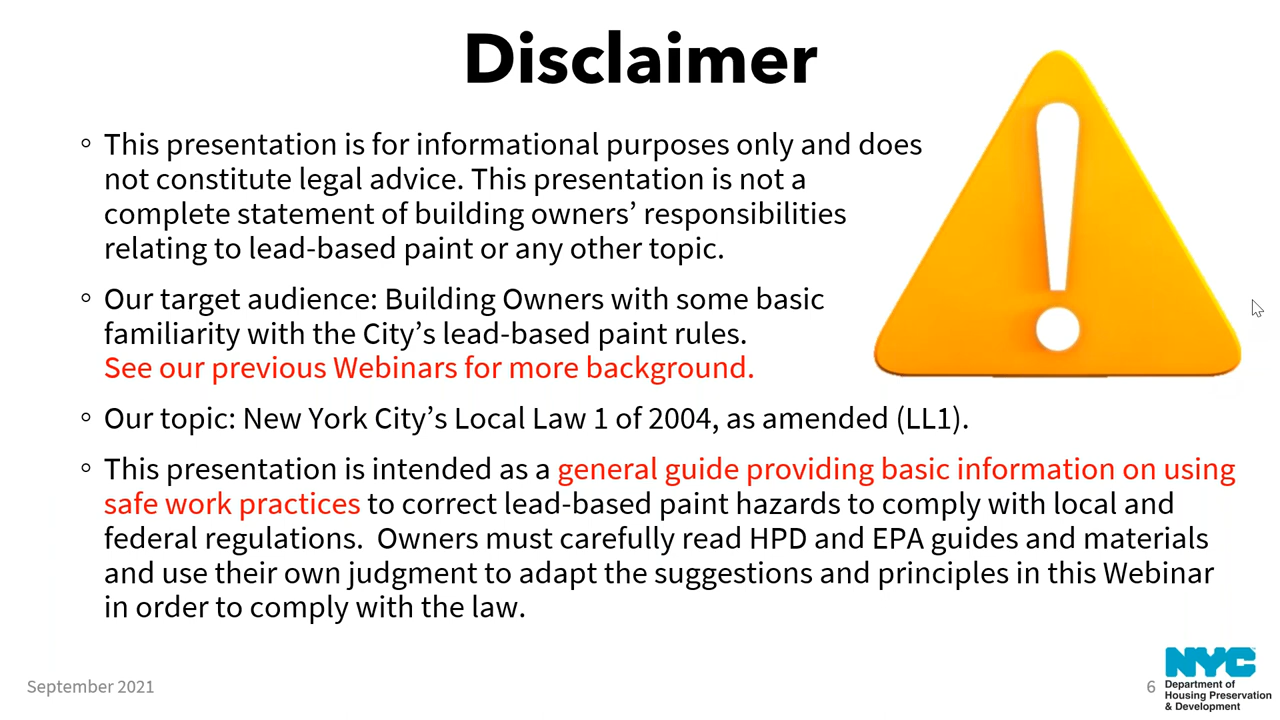 Disclaimer
◦ This presentation is for informational purposes only and does
not constitute legal advice. This presentation is not a
complete statement of building owners’ responsibilities
relating to lead-based paint or any other topic.
◦ Our target audience: Building Owners with some basic
familiarity with the City’s lead-based paint rules.
See our previous Webinars for more background.
◦ Our topic: New York City’s Local Law 1 of 2004, as amended (LL1).
◦ This presentation is intended as a general guide providing basic information on using
safe work practices to correct lead-based paint hazards to comply with local and
federal regulations.  Owners must carefully read HPD and EPA guides and materials
and use their own judgment to adapt the suggestions and principles in this Webinar
in order to comply with the law.
September 2021
6
NYC
Department of
Housing Preservation
& Development